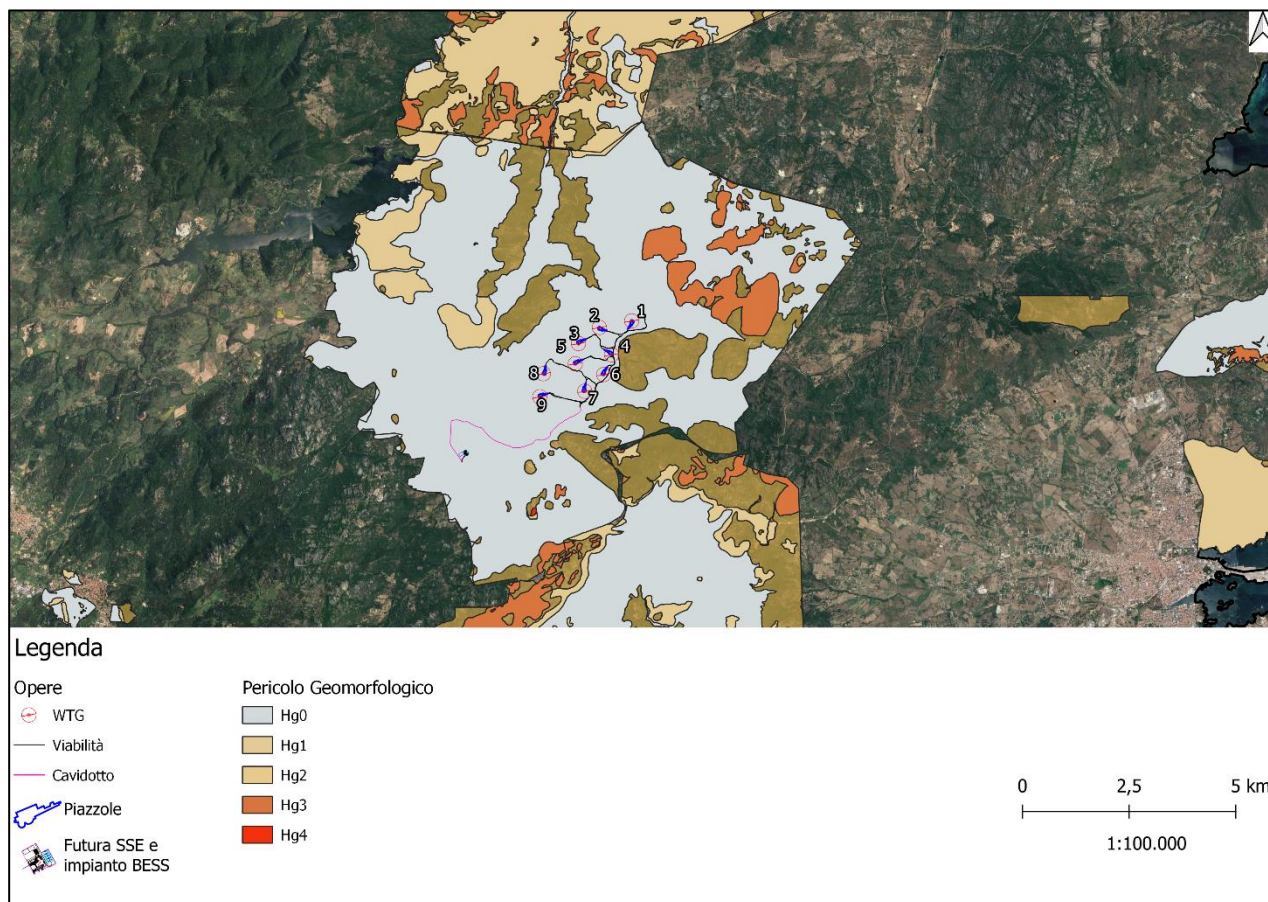 1
2
3
4
5
6
8
7
9
Legenda
Opere
WTG
Viabilità
Cavidotto
Piazzole
Futura SSE e
impianto BESS
Pericolo Geomorfologico
Hg0
Hg1
Hg2
Hg3
Hg4
0 2,5 5 km
1:100.000